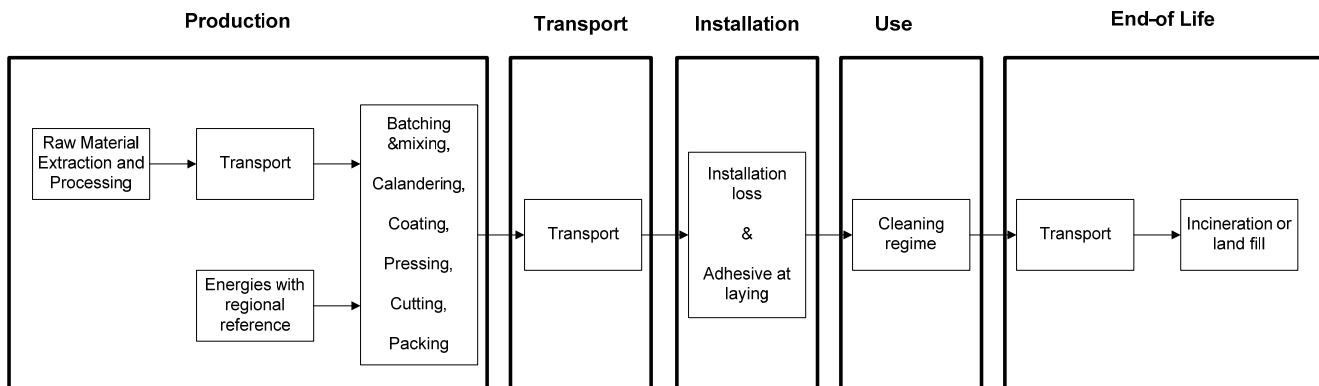 Production
Transport
Installation
Use
End-of Life
Raw Material
Extraction and
Processing
Transport
Batching
&mixing,
Calandering,
Coating,
Pressing,
Cutting,
Packing
Energies with
regional
reference
Transport
Installation
loss
&
Adhesive at
laying
Cleaning
regime
Transport
Incineration or
land fill